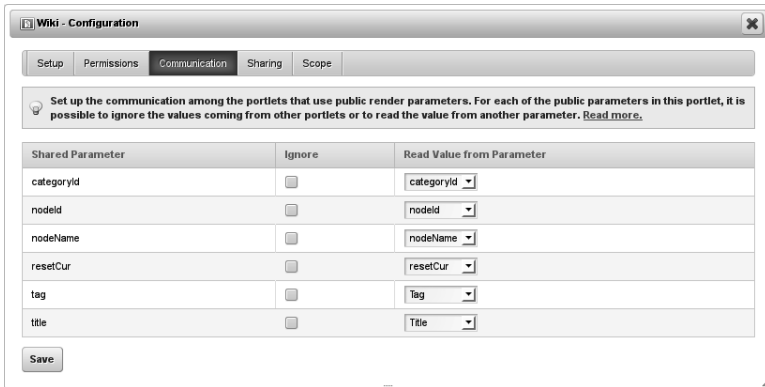 Wiki - Configuration
Setup Permissions Communication Sharing Scope
Set up the communication among the portlets that use public render parameters. For each of the public parameters in this portlet, it is
possible to ignore the values coming from other portlets or to read the value from another parameter. Read more.
Shared Parameter Ignore Read Value from Parameter
categoryId categoryId
nodeId nodeId
nodeName nodeName
resetCur resetCur
tag Tag
title Title
Save